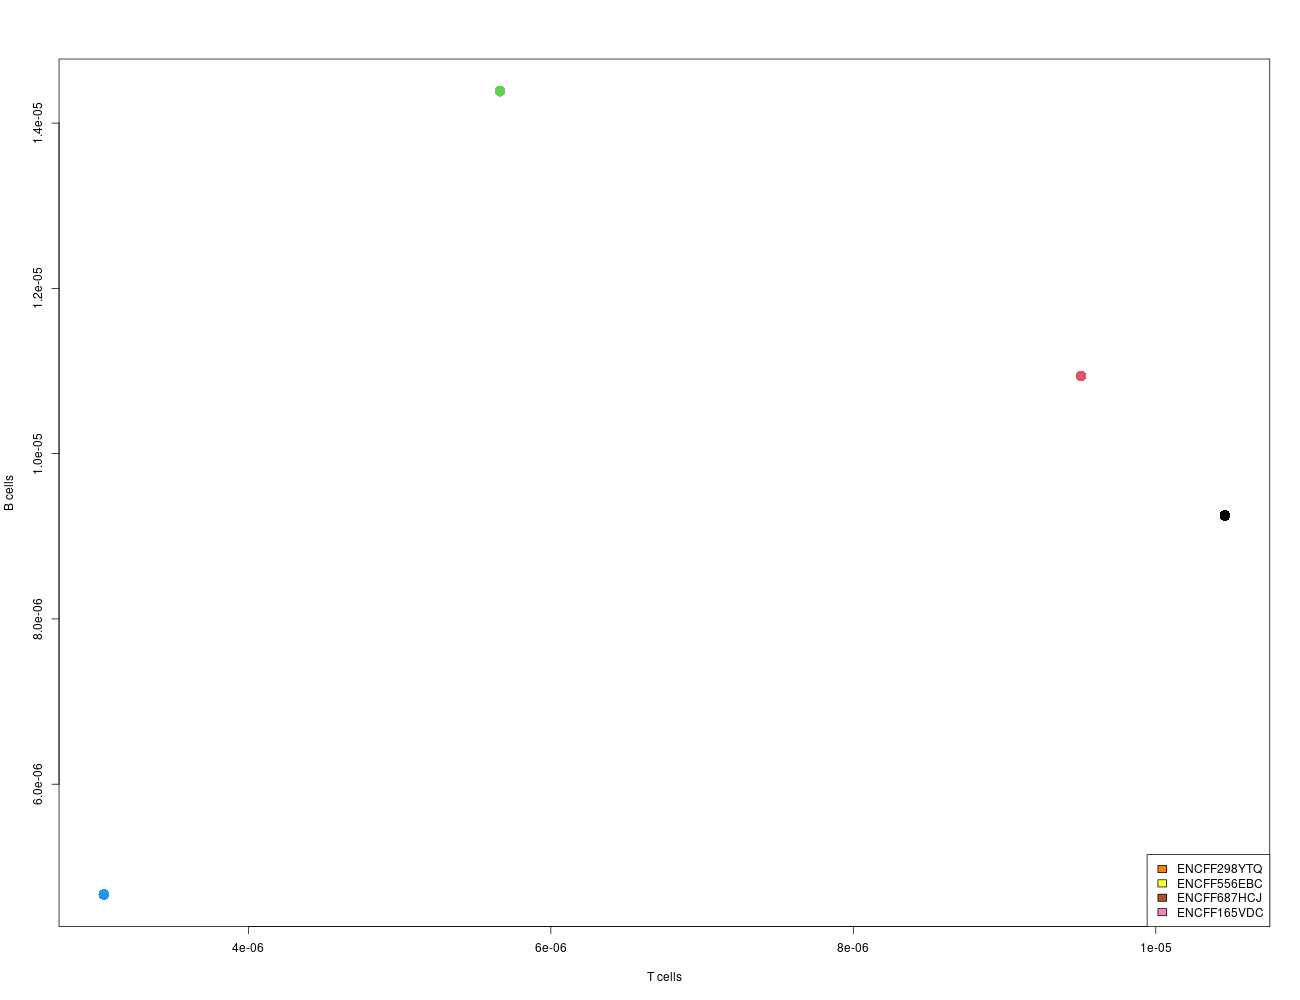 1.4e-05
1.2e-05
1.0e-05
8.0e-06
6.0e-06
B cells
4e-06
6e-06
8e-06
1e-05
T cells
ENCFF298YTQ
ENCFF556EBC
ENCFF687HCJ
ENCFF165VDC